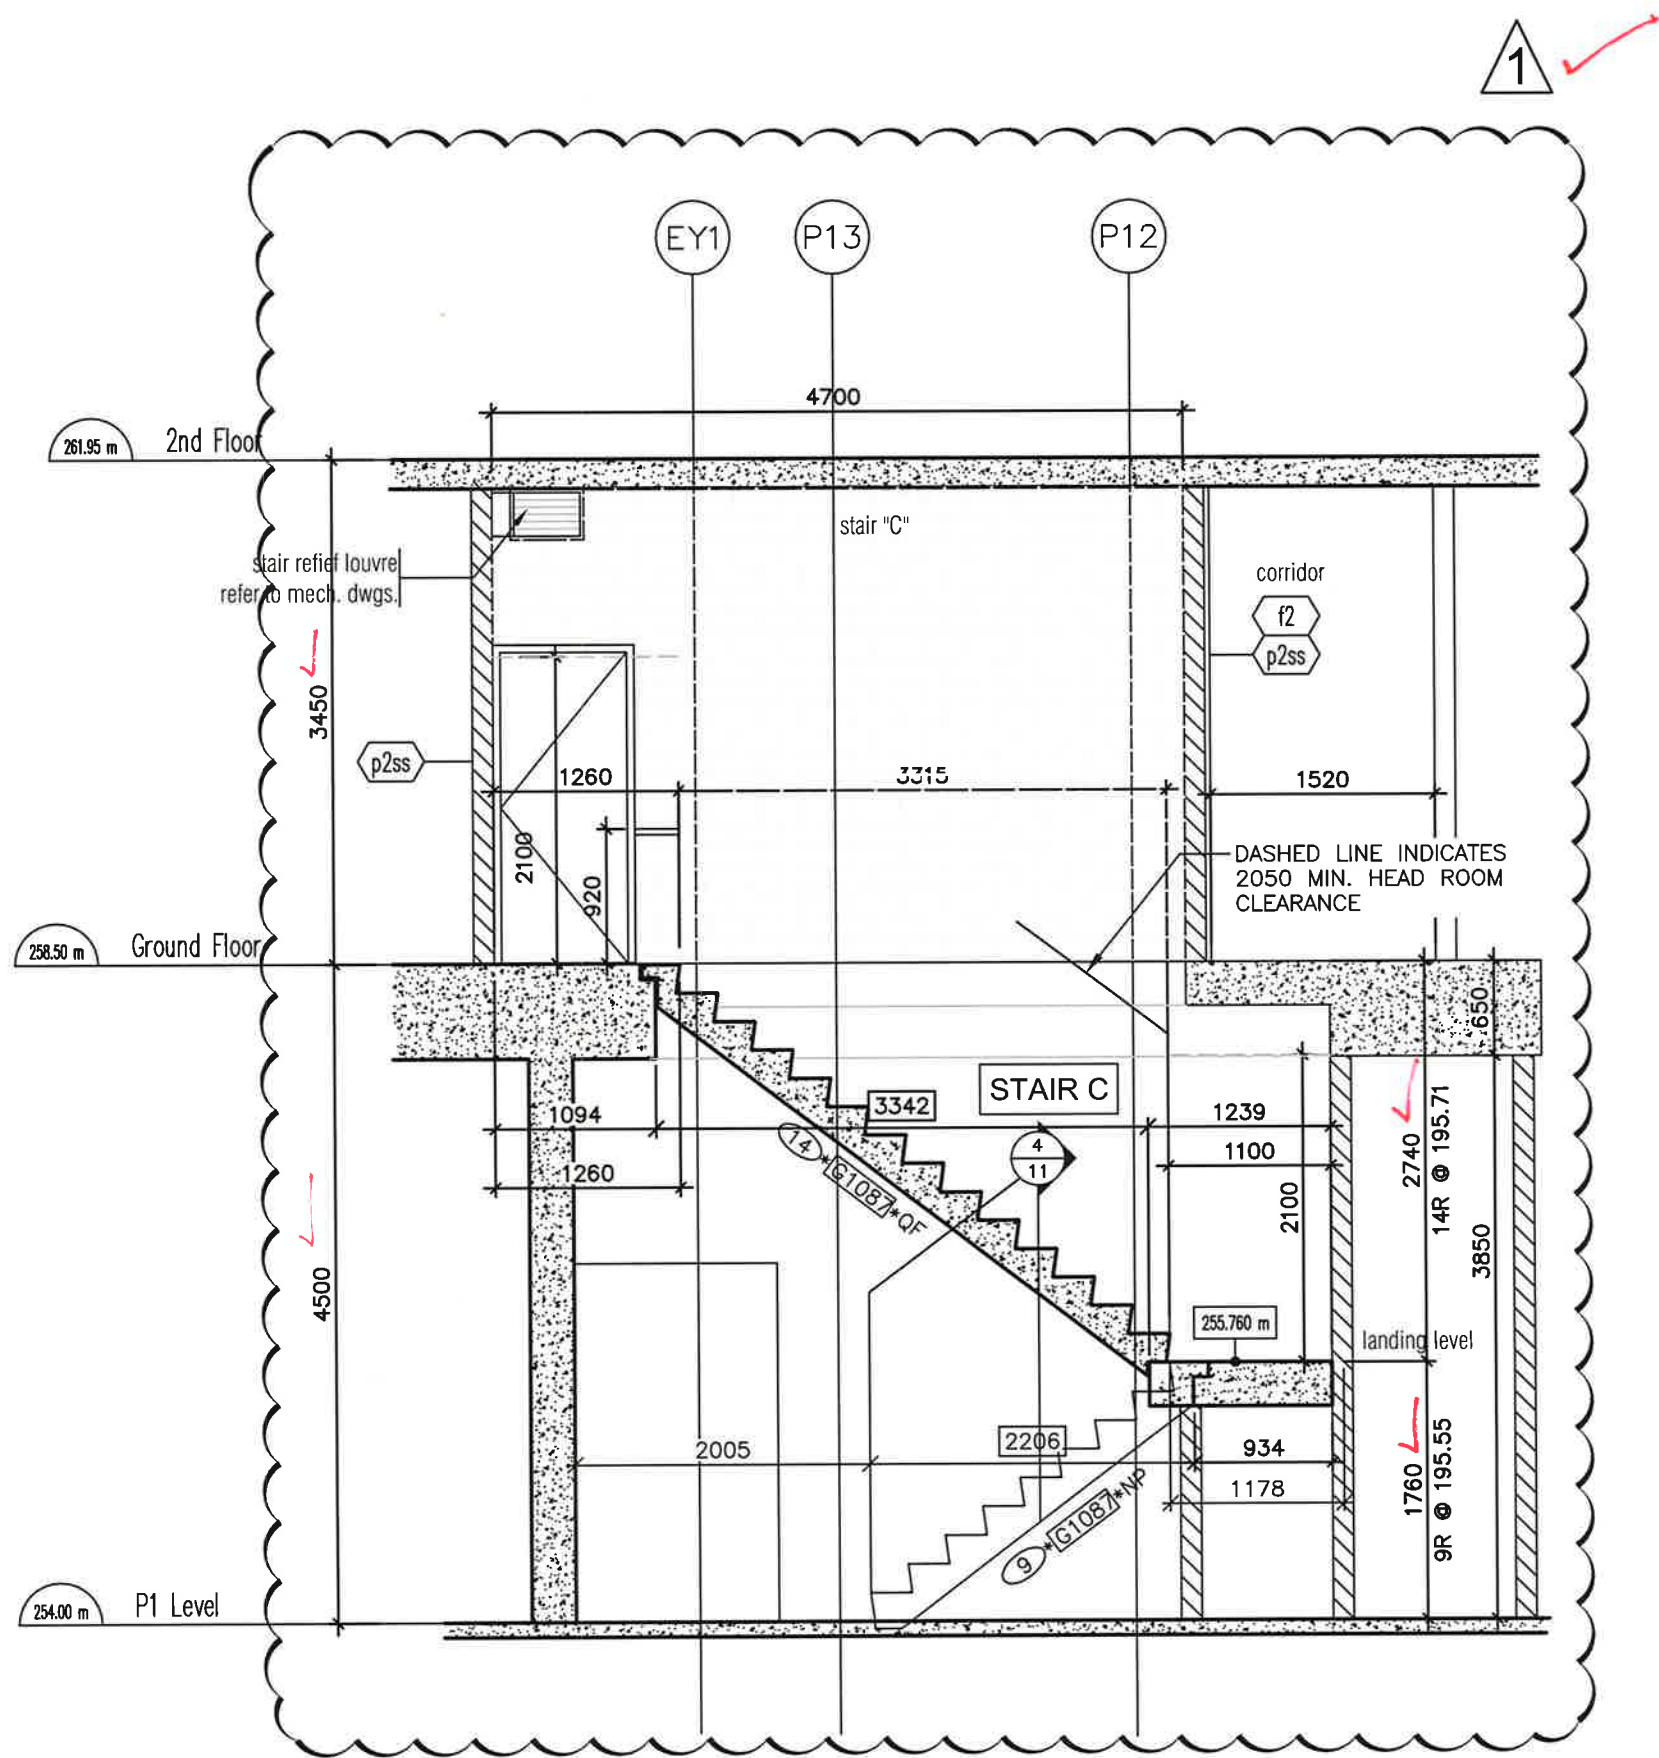 1
EY1
P13
P12
4700
261.95 m
2nd Floor
stair "C"
stair relief louvre
refer to mech. dwgs.
corridor
f2
p2ss
3450
p2ss
1260
3315
1520
2100
920
DASHED LINE INDICATES
2050 MIN. HEAD ROOM
CLEARANCE
258.50 m
Ground Floor
650
STAIR C
3342
1094
1239
14
*G1087*QF
4
11
1100
1260
2740
14R @ 195.71
2100
3850
4500
255.760 m
landing level
2005
2206
934
1178
1760
9R @ 195.55
9
*G1087*NP
254.00 m
P1 Level